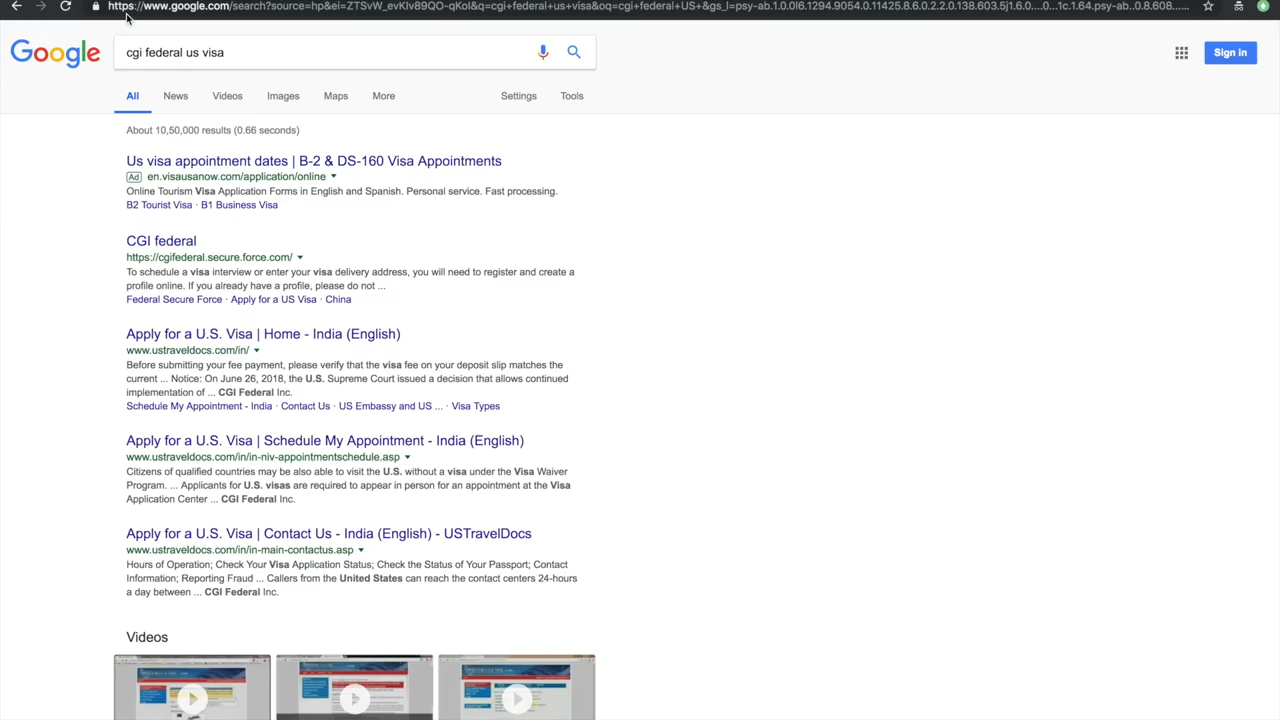 https://www.google.com/search?source=hp&ei=ZTSvW_evKIv89QO-qKoI&q=cgi+federal+us+visa&oq=cgi+federal+US+&gs_l=psy-ab.1.0.0l6.1294.9054.0.11425.8.6.0.2.2.0.138.603.5j1.6.0....0...1c.1.64.psy-ab..0.8.608......
Google
cgi federal us visa
Sign in
All News Videos Images Maps More Settings Tools
About 10,50,000 results (0.66 seconds)
Us visa appointment dates | B-2 & DS-160 Visa Appointments
Ad en.visausanow.com/application/online
Online Tourism Visa Application Forms in English and Spanish. Personal service. Fast processing.
B2 Tourist Visa · B1 Business Visa
CGI federal
https://cgifederal.secure.force.com/
To schedule a visa interview or enter your visa delivery address, you will need to register and create a
profile online. If you already have a profile, please do not ...
Federal Secure Force · Apply for a US Visa · China
Apply for a U.S. Visa | Home - India (English)
www.ustraveldocs.com/in/
Before submitting your fee payment, please verify that the visa fee on your deposit slip matches the
current ... Notice: On June 26, 2018, the U.S. Supreme Court issued a decision that allows continued
implementation of ... CGI Federal Inc.
Schedule My Appointment - India · Contact Us · US Embassy and US ... · Visa Types
Apply for a U.S. Visa | Schedule My Appointment - India (English)
www.ustraveldocs.com/in/in-niv-appointmentschedule.asp
Citizens of qualified countries may be also able to visit the U.S. without a visa under the Visa Waiver
Program. ... Applicants for U.S. visas are required to appear in person for an appointment at the Visa
Application Center ... CGI Federal Inc.
Apply for a U.S. Visa | Contact Us - India (English) - USTravelDocs
www.ustraveldocs.com/in/in-main-contactus.asp
Hours of Operation; Check Your Visa Application Status; Check the Status of Your Passport; Contact
Information; Reporting Fraud ... Callers from the United States can reach the contact centers 24-hours
a day between ... CGI Federal Inc.
Videos